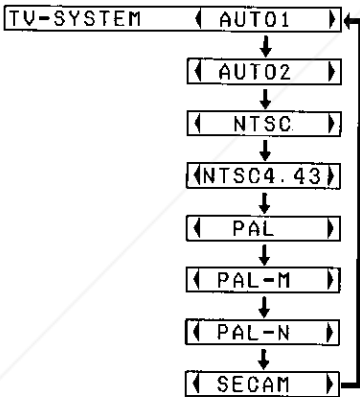 TV-SYSTEM AUTO1
AUTO2
NTSC
NTSC4.43
PAL
PAL-M
PAL-N
SECAM